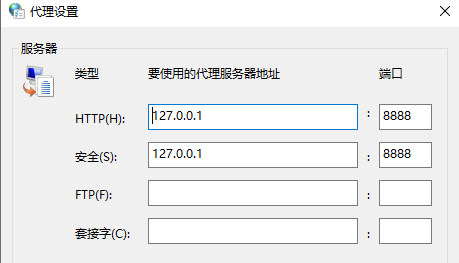 代理设置
服务器
类型 要使用的代理服务器地址 端口
HTTP(H): 127.0.0.1 : 8888
安全(S): 127.0.0.1 : 8888
FTP(F): :
套接字(C): :